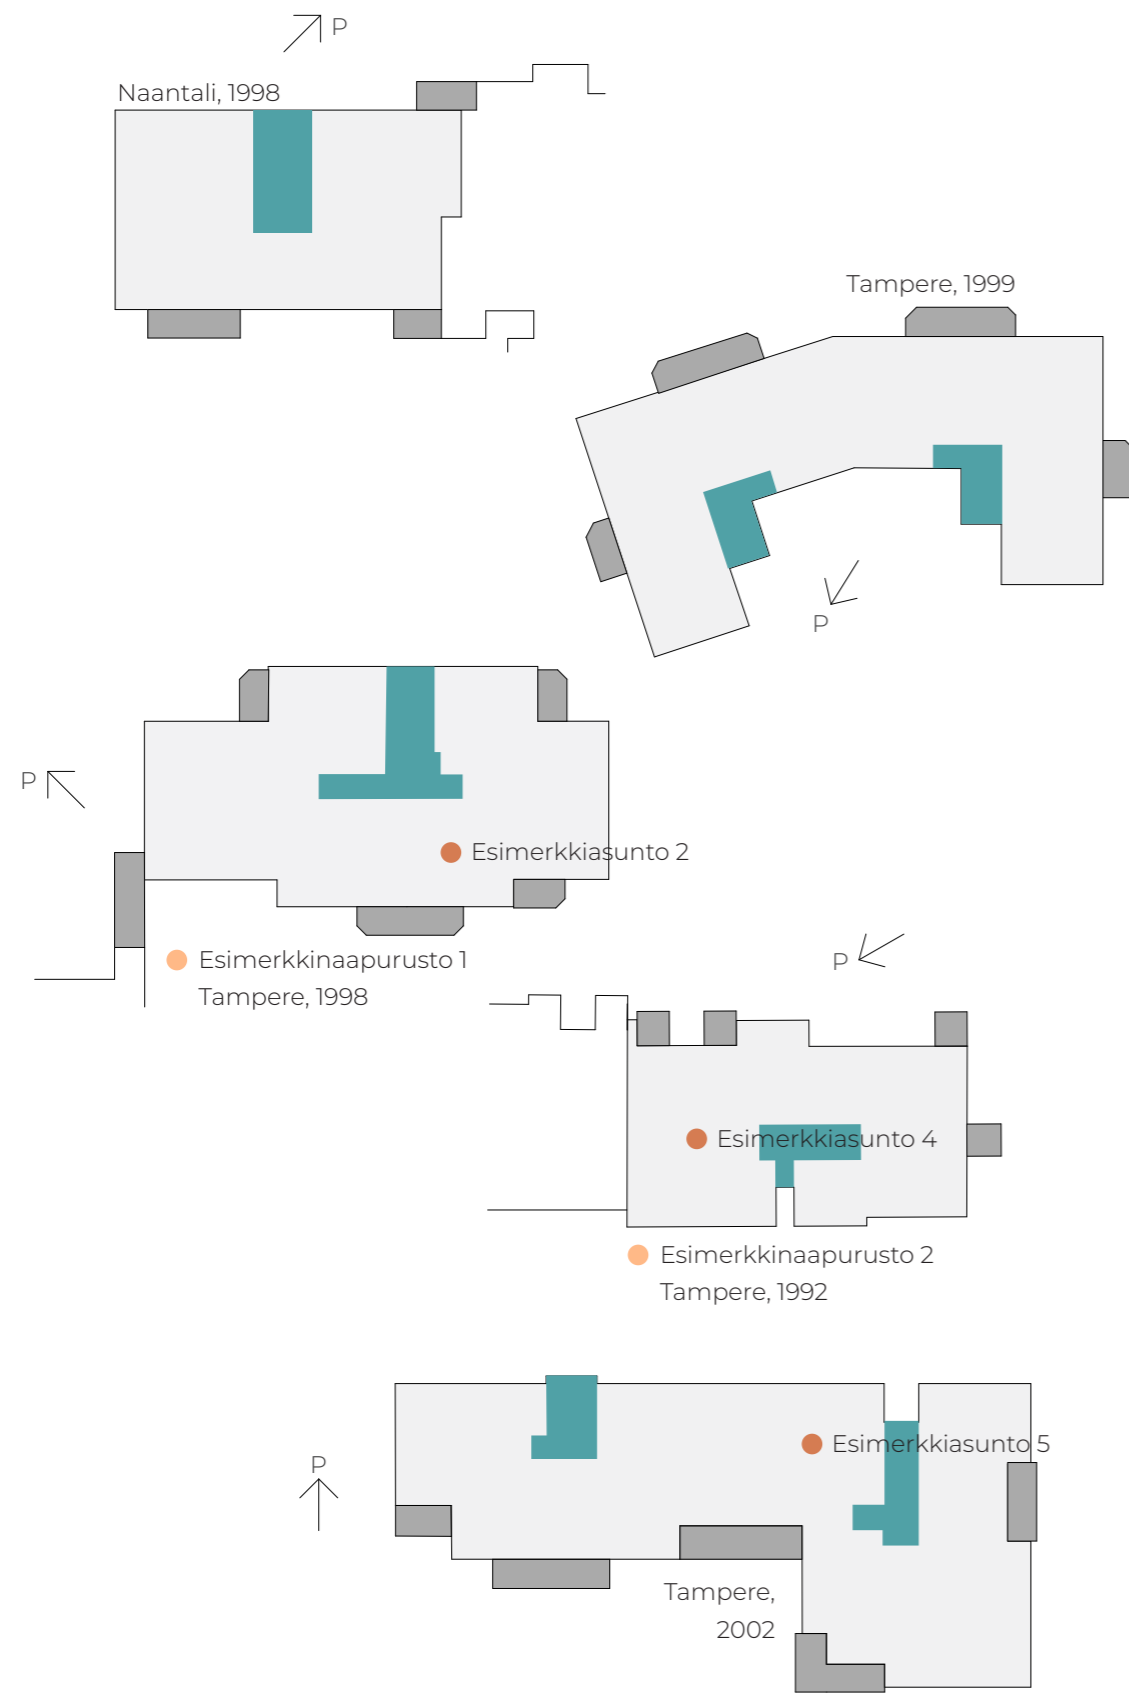 P
Naantali, 1998
Tampere, 1999
P
P
Esimerkkiasunto 2
Esimerkkinaapurusto 1
Tampere, 1998
P
Esimerkkiasunto 4
Esimerkkinaapurusto 2
Tampere, 1992
Esimerkkiasunto 5
P
Tampere,
2002